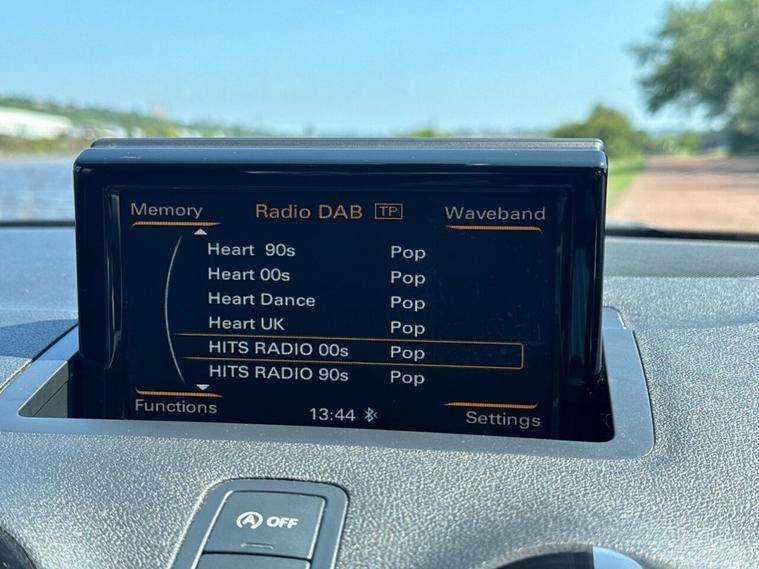 Memory Radio DAB TP Waveband
Heart 90s Pop
Heart 00s Pop
Heart Dance Pop
Heart UK Pop
HITS RADIO 00s Pop
HITS RADIO 90s Pop
Functions 13:44 Settings
A OFF